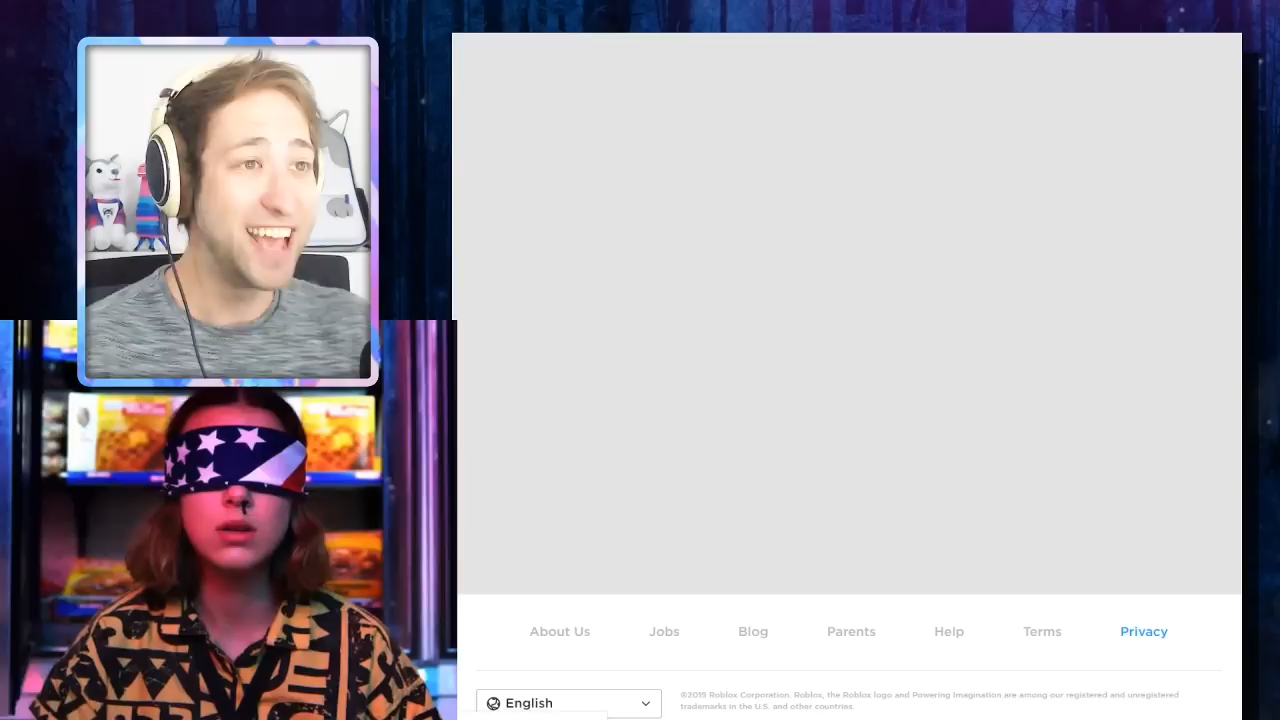 About Us Jobs Blog Parents Help Terms Privacy
English
©2019 Roblox Corporation. Roblox, the Roblox logo and Powering Imagination are among our registered and unregistered
trademarks in the U.S. and other countries.